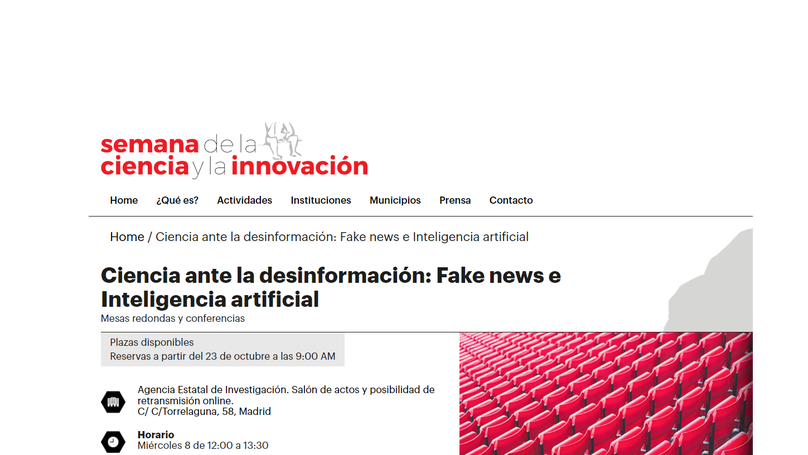 semana de la
ciencia y la innovación
Home ¿Qué es? Actividades Instituciones Municipios Prensa Contacto
Home / Ciencia ante la desinformación: Fake news e Inteligencia artificial
Ciencia ante la desinformación: Fake news e
Inteligencia artificial
Mesas redondas y conferencias
Plazas disponibles
Reservas a partir del 23 de octubre a las 9:00 AM
Agencia Estatal de Investigación. Salón de actos y posibilidad de
retransmisión online.
C/ C/Torrelaguna, 58, Madrid
Horario
Miércoles 8 de 12:00 a 13:30